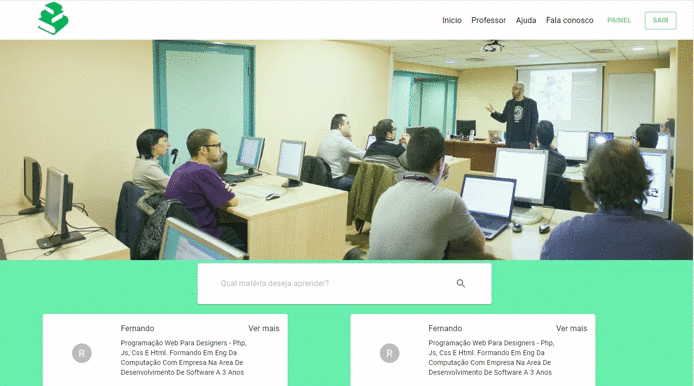 Inicio Professor Ajuda Fala conosco PAINEL SAIR
Qual matéria deseja aprender?
Fernando Ver mais
R
Programação Web Para Designers - Php,
Js, Css E Html. Formando Em Eng Da
Computação Com Empresa Na Area De
Desenvolvimento De Software A 3 Anos
Fernando Ver mais
R
Programação Web Para Designers - Php,
Js, Css E Html. Formando Em Eng Da
Computação Com Empresa Na Area De
Desenvolvimento De Software A 3 Anos